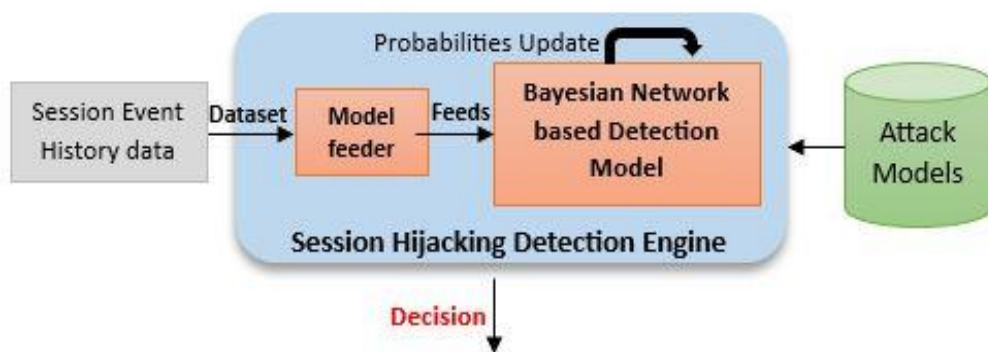 Probabilities Update
Session Event
History data
Dataset
Model
feeder
Feeds
Bayesian Network
based Detection
Model
Attack
Models
Session Hijacking Detection Engine
Decision